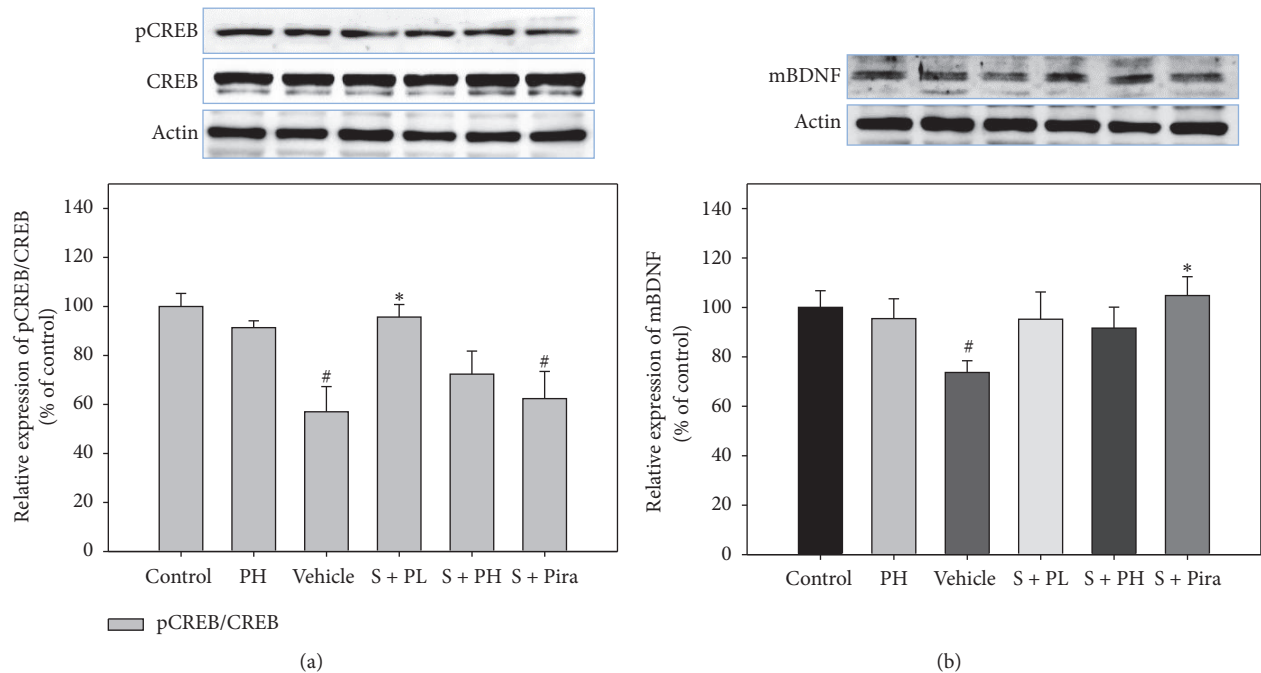 pCREB
CREB
Actin
140
120
100
80
60
40
20
0
Relative expression of pCREB/CREB
(% of control)
#
*
#
Control PH Vehicle S + PL S + PH S + Pira
pCREB/CREB
(a)
mBDNF
Actin
140
120
100
80
60
40
20
0
Relative expression of mBDNF
(% of control)
#
*
Control PH Vehicle S + PL S + PH S + Pira
(b)